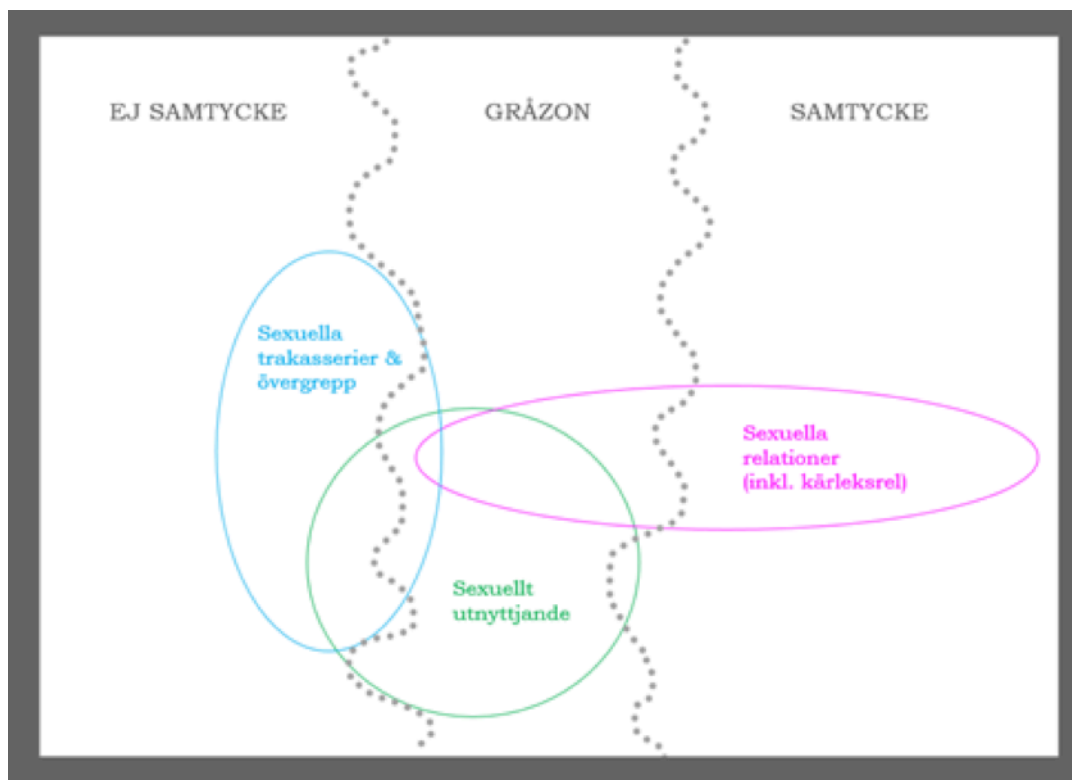 EJ SAMTYCKE
GRÅZON
SAMTYCKE
Sexuella
trakasserier &
övergrepp
Sexuella
relationer
(inkl. kärleksrel)
Sexuellt
utnyttjande